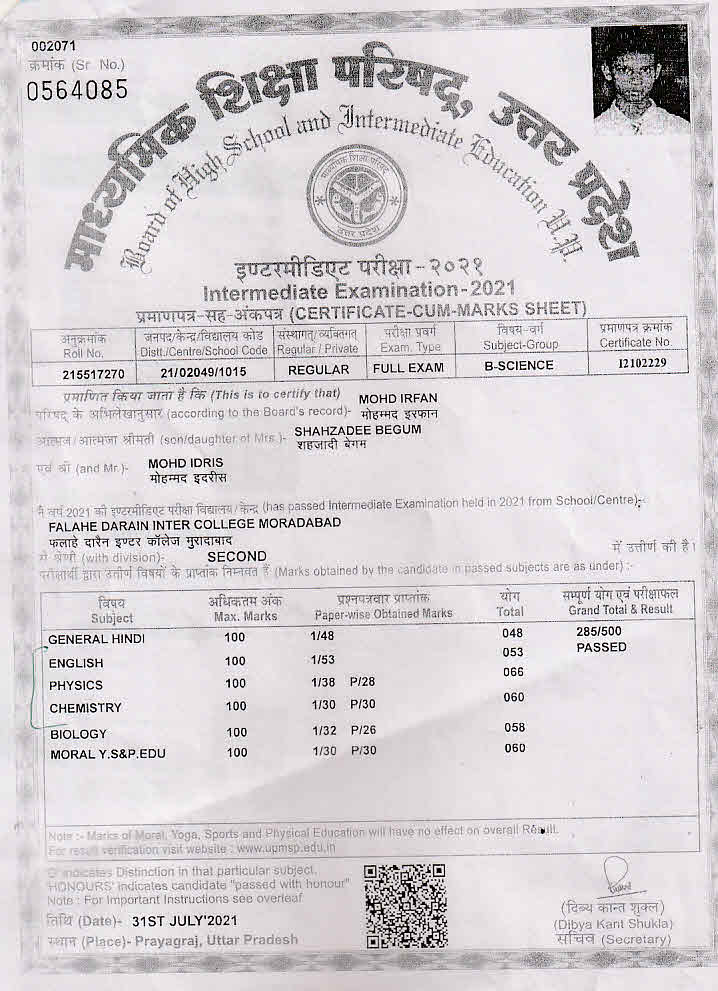 002071
क्रमांक (Sr. No.)
0564085
माध्यमिक शिक्षा परिषद्, उत्तर प्रदेश
Board of High School and Intermediate Education U.P.
माध्यमिक शिक्षा परिषद
उत्तर प्रदेश
इण्टरमीडिएट परीक्षा-२०२१
Intermediate Examination-2021
प्रमाणपत्र-सह-अंकपत्र (CERTIFICATE-CUM-MARKS SHEET)
अनुक्रमांक जनपद/केन्द्र/विद्यालय कोड संस्थागत/व्यक्तिगत परीक्षा प्रवर्ग विषय-वर्ग प्रमाणपत्र क्रमांक
Roll No. Distt./Centre/School Code Regular / Private Exam. Type Subject-Group Certificate No.
215517270 21/02049/1015 REGULAR FULL EXAM B-SCIENCE I2102229
प्रमाणित किया जाता है कि (This is to certify that) MOHD IRFAN
परिषद् के अभिलेखानुसार (according to the Board's record)- मोहम्मद इरफान
आत्मज/आत्मजा श्रीमती (son/daughter of Mrs.)- SHAHZADEE BEGUM
शहजादी बेगम
एवं श्री (and Mr.)- MOHD IDRIS
मोहम्मद इदरीस
ने वर्ष 2021 की इण्टरमीडिएट परीक्षा विद्यालय/केन्द्र (has passed Intermediate Examination held in 2021 from School/Centre):-
FALAHE DARAIN INTER COLLEGE MORADABAD
फलाहे दारैन इण्टर कॉलेज मुरादाबाद
से श्रेणी (with division)- SECOND में उत्तीर्ण की है।
परीक्षार्थी द्वारा उत्तीर्ण विषयों के प्राप्तांक निम्नवत हैं (Marks obtained by the candidate in passed subjects are as under) :-
विषय अधिकतम अंक प्रश्नपत्रवार प्राप्तांक योग सम्पूर्ण योग एवं परीक्षाफल
Subject Max. Marks Paper-wise Obtained Marks Total Grand Total & Result
GENERAL HINDI 100 1/48 048 285/500
ENGLISH 100 1/53 053 PASSED
PHYSICS 100 1/38 P/28 066
CHEMISTRY 100 1/30 P/30 060
BIOLOGY 100 1/32 P/26 058
MORAL Y.S&P.EDU 100 1/30 P/30 060
Note :- Marks of Moral, Yoga, Sports and Physical Education will have no effect on overall Result.
For result verification visit website : www.upmsp.edu.in
'D' indicates Distinction in that particular subject.
'HONOURS' indicates candidate "passed with honour"
Note : For Important Instructions see overleaf
तिथि (Date)- 31ST JULY'2021
स्थान (Place)- Prayagraj, Uttar Pradesh
(दिव्य कान्त शुक्ल)
(Dibya Kant Shukla)
सचिव (Secretary)